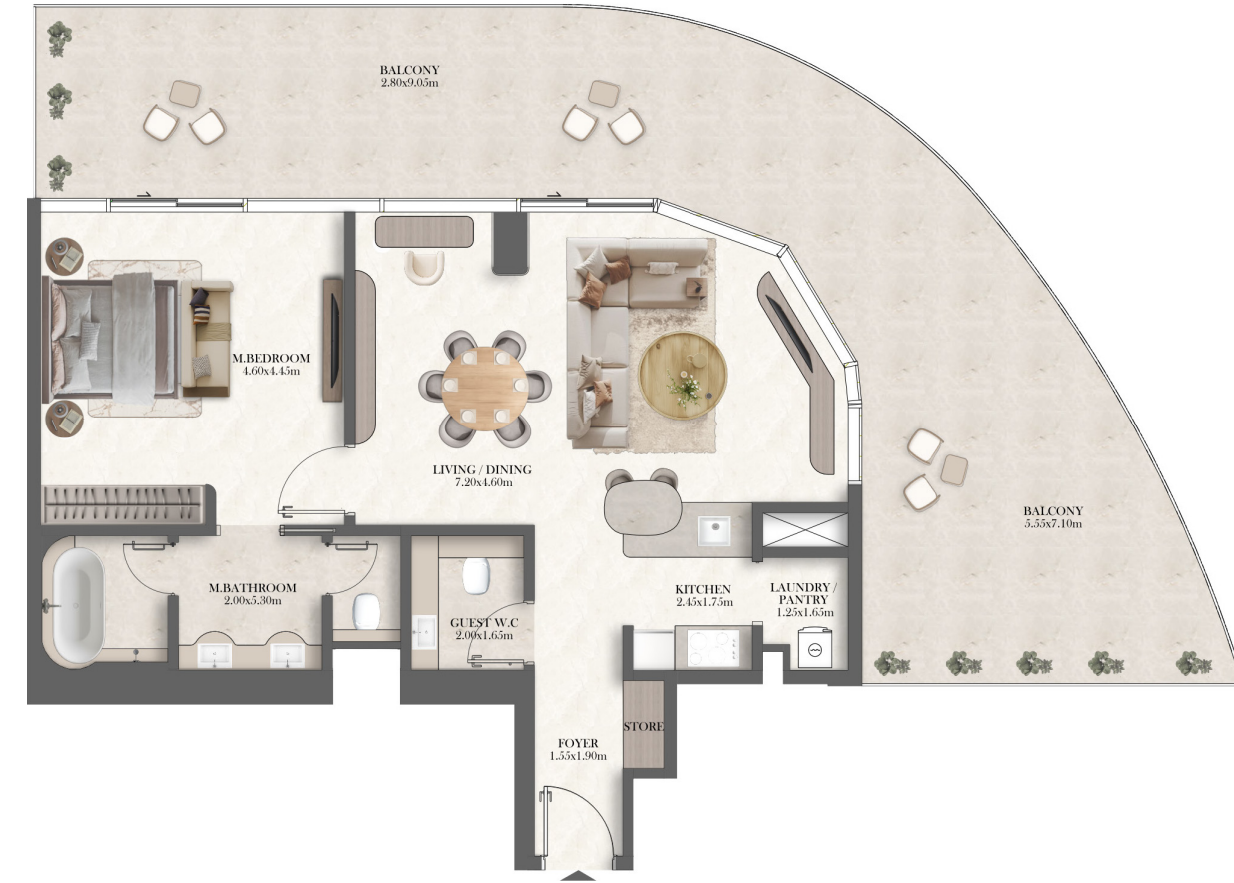 BALCONY
2.80x9.05m
M.BEDROOM
4.60x4.45m
LIVING / DINING
7.20x4.60m
BALCONY
5.55x7.10m
M.BATHROOM
2.00x5.30m
GUEST W.C
2.00x1.65m
KITCHEN
2.45x1.75m
LAUNDRY /
PANTRY
1.25x1.65m
STORE
FOYER
1.55x1.90m